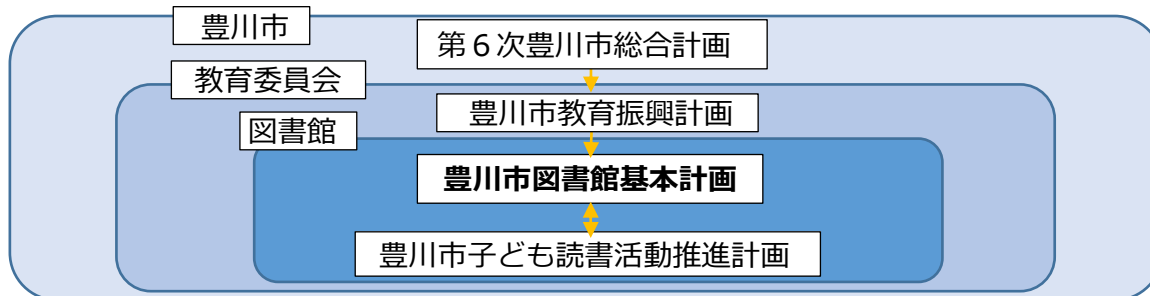 豊川市
第６次豊川市総合計画
教育委員会
豊川市教育振興計画
図書館
豊川市図書館基本計画
豊川市子ども読書活動推進計画